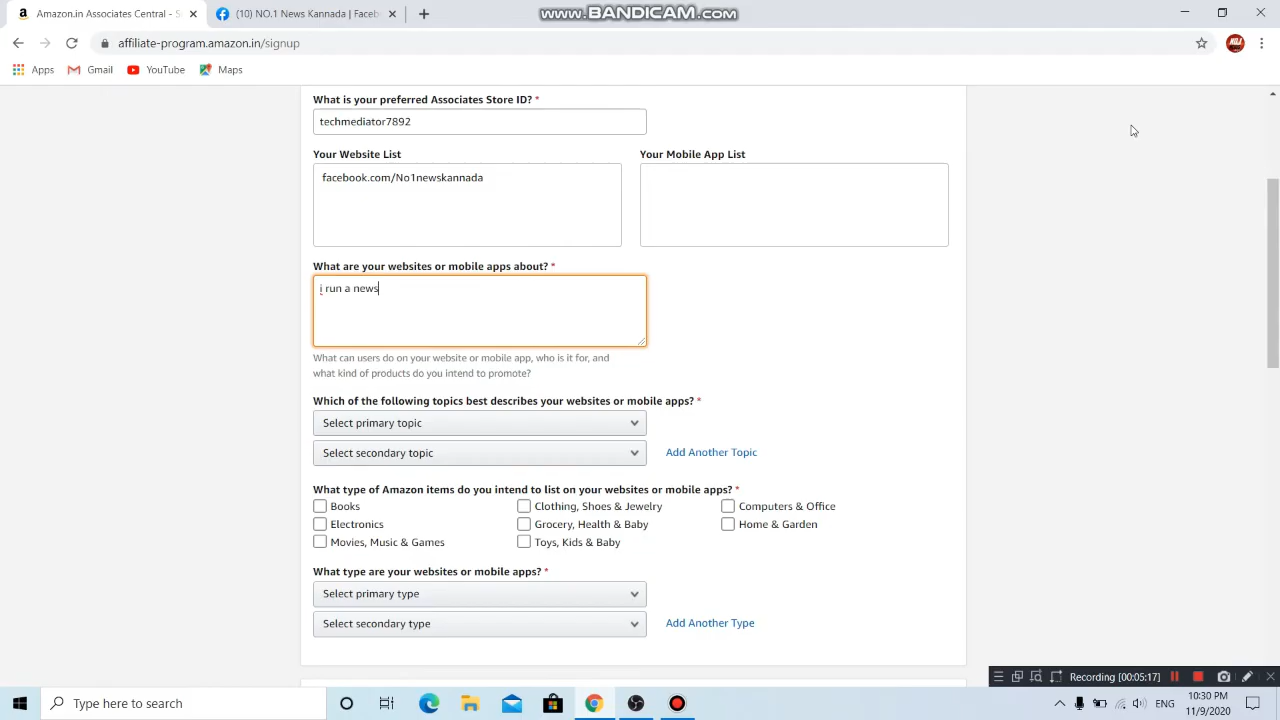 Amazon.in Associates Central - S
(10) NO.1 News Kannada | Faceb
www.BANDICAM.com
affiliate-program.amazon.in/signup
Apps Gmail YouTube Maps
What is your preferred Associates Store ID? *
techmediator7892
Your Website List Your Mobile App List
facebook.com/No1newskannada
What are your websites or mobile apps about? *
i run a news
What can users do on your website or mobile app, who is it for, and
what kind of products do you intend to promote?
Which of the following topics best describes your websites or mobile apps? *
Select primary topic
Select secondary topic Add Another Topic
What type of Amazon items do you intend to list on your websites or mobile apps? *
Books Clothing, Shoes & Jewelry Computers & Office
Electronics Grocery, Health & Baby Home & Garden
Movies, Music & Games Toys, Kids & Baby
What type are your websites or mobile apps? *
Select primary type
Select secondary type Add Another Type
Recording [00:05:17]
Type here to search
ENG
10:30 PM
11/9/2020